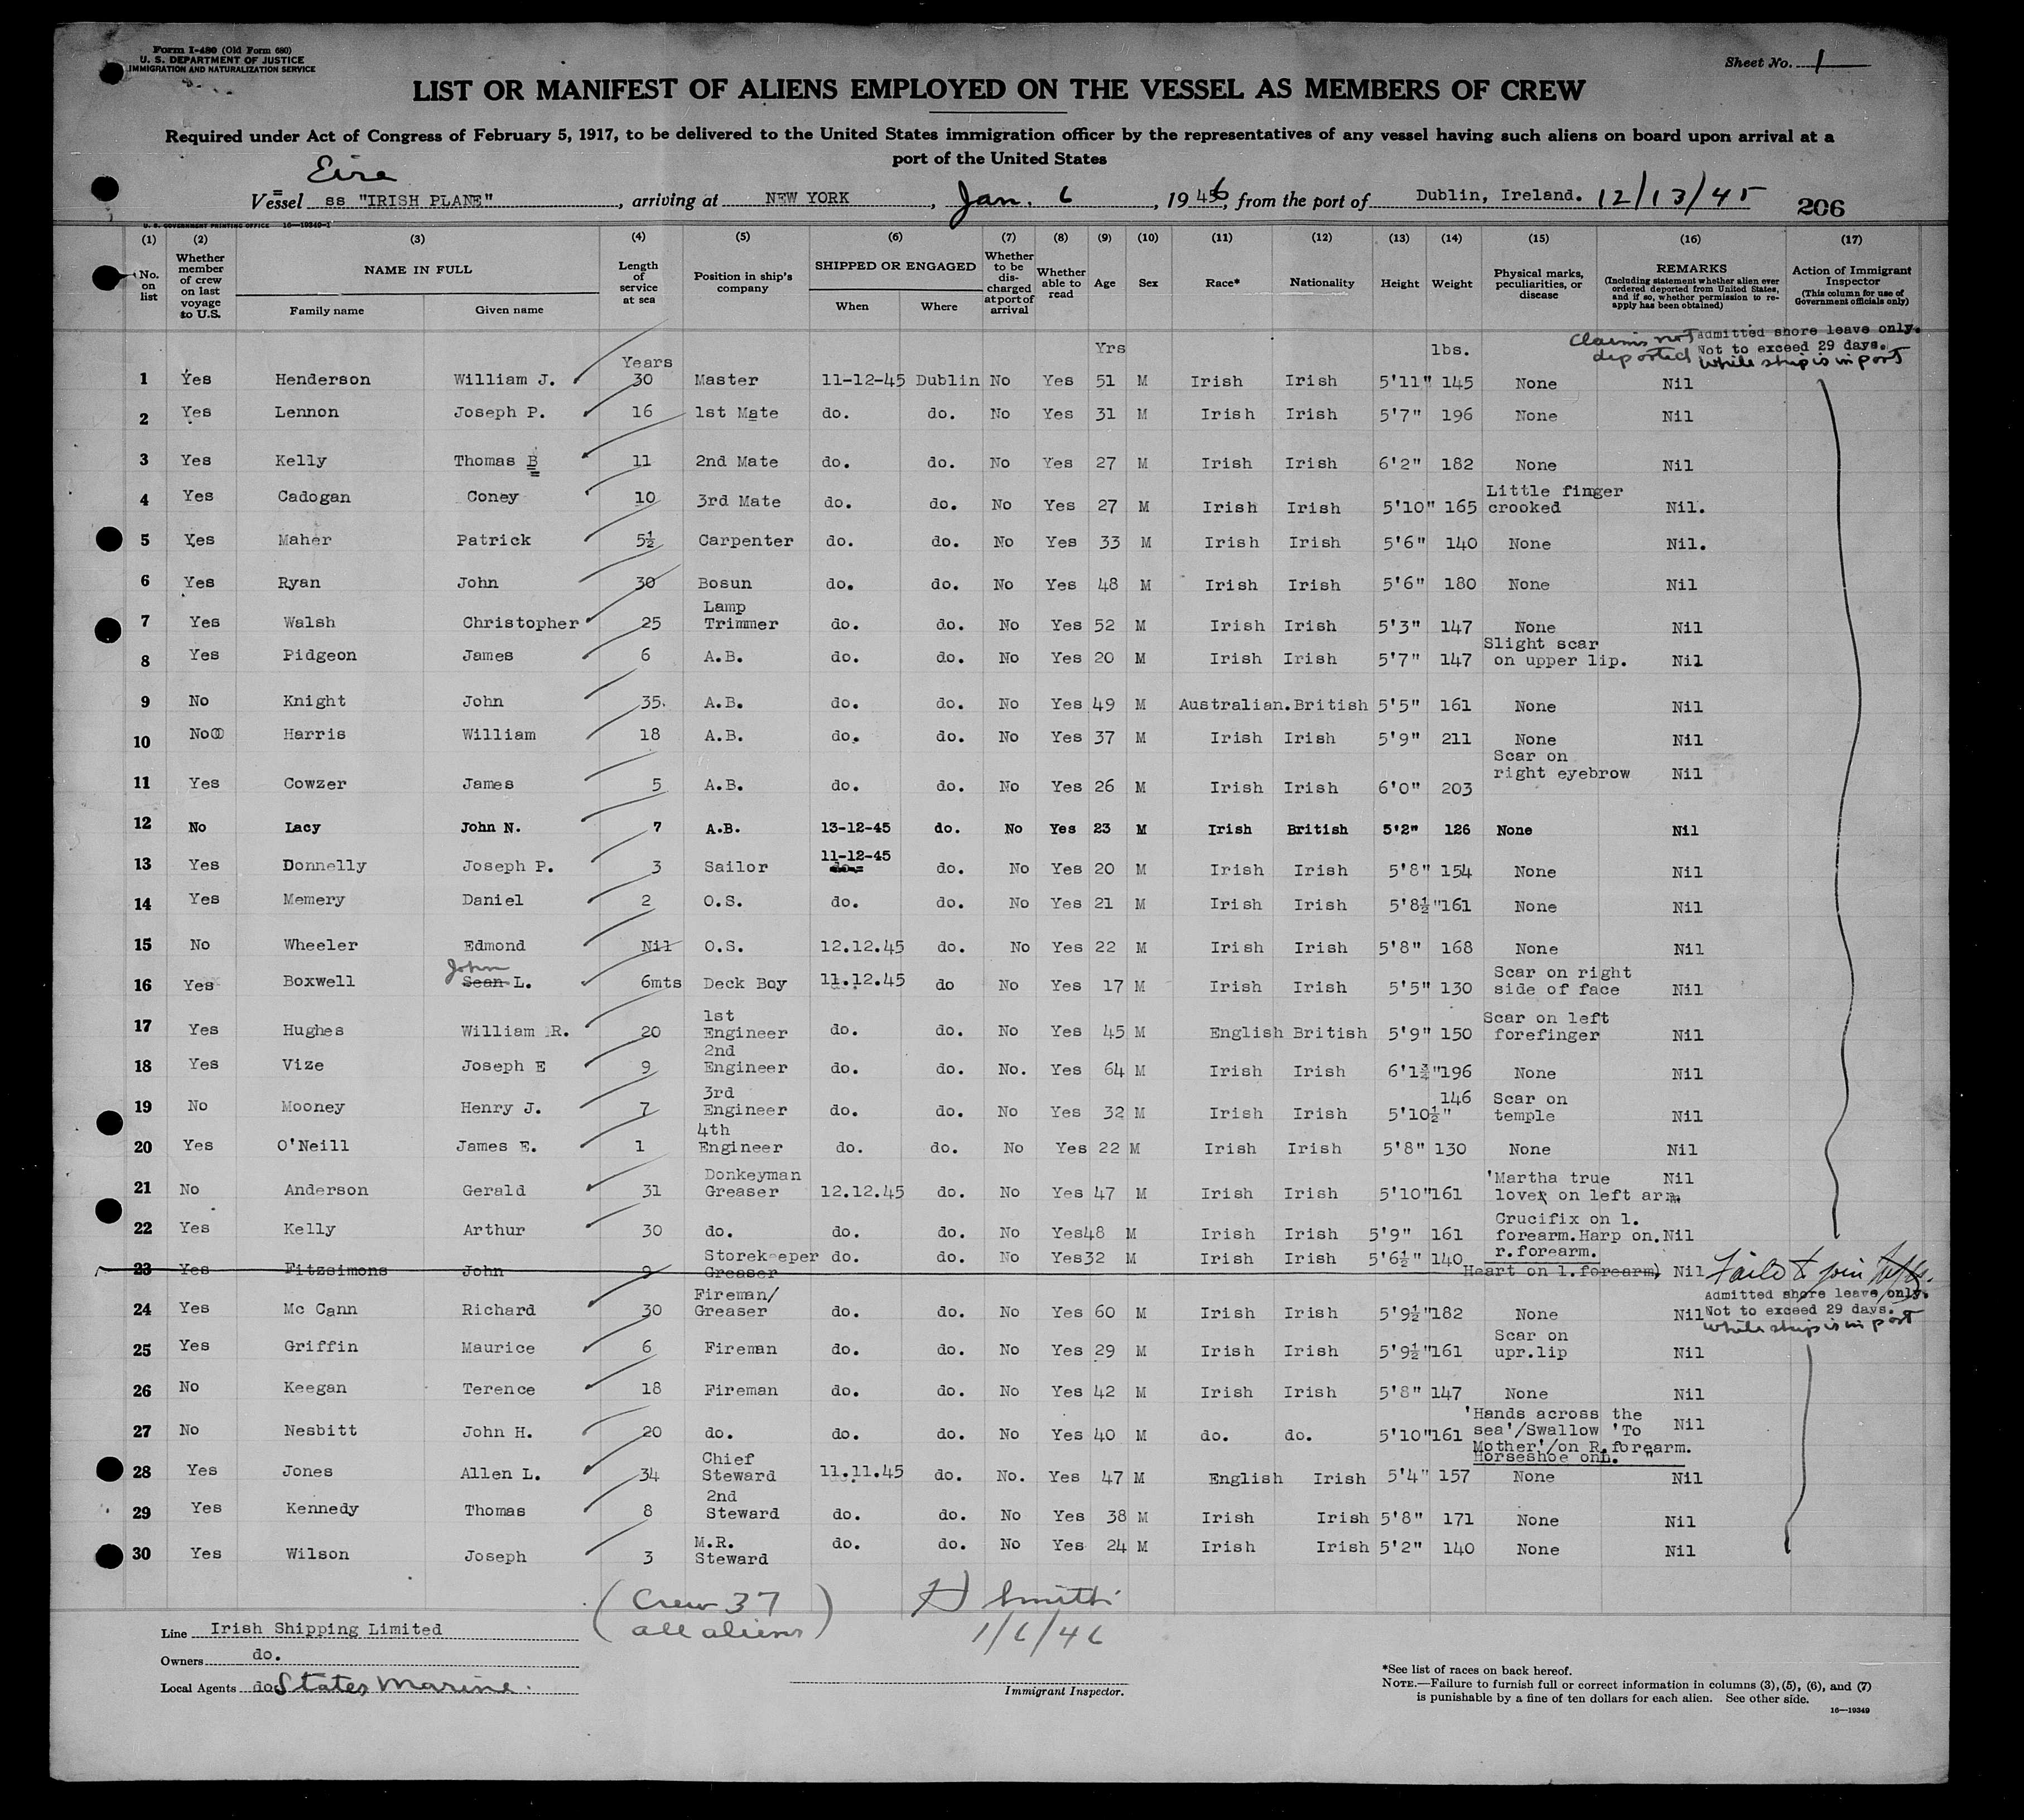 Form I-480 (Old Form 680)
U. S. DEPARTMENT OF JUSTICE
IMMIGRATION AND NATURALIZATION SERVICE
Sheet No. 1
LIST OR MANIFEST OF ALIENS EMPLOYED ON THE VESSEL AS MEMBERS OF CREW
Required under Act of Congress of February 5, 1917, to be delivered to the United States immigration officer by the representatives of any vessel having such aliens on board upon arrival at a
port of the United States
Eire
Vessel ss "IRISH PLANE", arriving at NEW YORK, Jan. 6, 1946, from the port of Dublin, Ireland. 12/13/45 206
U. S. GOVERNMENT PRINTING OFFICE 16—19349-1
(1) (2) (3) (4) (5) (6) (7) (8) (9) (10) (11) (12) (13) (14) (15) (16) (17)
No. on list Whether member of crew on last voyage to U.S. NAME IN FULL Family name Given name Length of service at sea Position in ship's company SHIPPED OR ENGAGED When Where Whether to be discharged at port of arrival Whether able to read Age Sex Race* Nationality Height Weight Physical marks, peculiarities, or disease REMARKS (Including statement whether alien ever ordered deported from United States, and if so, whether permission to reapply has been obtained) Action of Immigrant Inspector (This column for use of Government officials only)
Claims not deported Admitted shore leave only.
Not to exceed 29 days.
while ship is in port
Years Yrs lbs.
1 Yes Henderson William J. 30 Master 11-12-45 Dublin No Yes 51 M Irish Irish 5'11" 145 None Nil
2 Yes Lennon Joseph P. 16 1st Mate do. do. No Yes 31 M Irish Irish 5'7" 196 None Nil
3 Yes Kelly Thomas B 11 2nd Mate do. do. No Yes 27 M Irish Irish 6'2" 182 None Nil
4 Yes Cadogan Coney 10 3rd Mate do. do. No Yes 27 M Irish Irish 5'10" 165 Little finger crooked Nil.
5 Yes Maher Patrick 5½ Carpenter do. do. No Yes 33 M Irish Irish 5'6" 140 None Nil.
6 Yes Ryan John 30 Bosun do. do. No Yes 48 M Irish Irish 5'6" 180 None Nil
7 Yes Walsh Christopher 25 Lamp Trimmer do. do. No Yes 52 M Irish Irish 5'3" 147 None Nil
8 Yes Pidgeon James 6 A.B. do. do. No Yes 20 M Irish Irish 5'7" 147 Slight scar on upper lip. Nil
9 No Knight John 35. A.B. do. do. No Yes 49 M Australian. British 5'5" 161 None Nil
10 No Harris William 18 A.B. do. do. No Yes 37 M Irish Irish 5'9" 211 None Nil
11 Yes Cowzer James 5 A.B. do. do. No Yes 26 M Irish Irish 6'0" 203 Scar on right eyebrow Nil
12 No Lacy John N. 7 A.B. 13-12-45 do. No Yes 23 M Irish British 5'2" 126 None Nil
13 Yes Donnelly Joseph P. 3 Sailor 11-12-45 do. do. No Yes 20 M Irish Irish 5'8" 154 None Nil
14 Yes Memery Daniel 2 O.S. do. do. No Yes 21 M Irish Irish 5'8½" 161 None Nil
15 No Wheeler Edmond Nil O.S. 12.12.45 do. No Yes 22 M Irish Irish 5'8" 168 None Nil
16 Yes Boxwell John Sean L. 6mts Deck Boy 11.12.45 do No Yes 17 M Irish Irish 5'5" 130 Scar on right side of face Nil
17 Yes Hughes William R. 20 1st Engineer do. do. No Yes 45 M English British 5'9" 150 Scar on left forefinger Nil
18 Yes Vize Joseph E 9 2nd Engineer do. do. No. Yes 64 M Irish Irish 6'1¾" 196 None Nil
19 No Mooney Henry J. 7 3rd Engineer do. do. No Yes 32 M Irish Irish 5'10½" 146 Scar on temple Nil
20 Yes O'Neill James E. 1 4th Engineer do. do. No Yes 22 M Irish Irish 5'8" 130 None Nil
21 No Anderson Gerald 31 Donkeyman Greaser 12.12.45 do. No Yes 47 M Irish Irish 5'10" 161 'Martha true love on left arm Nil
22 Yes Kelly Arthur 30 do. do. do. No Yes 48 M Irish Irish 5'9" 161 Crucifix on l. forearm. Harp on r. forearm. Nil
23 Yes Fitzsimons John 9 Storekeeper Greaser do. do. No Yes 32 M Irish Irish 5'6½" 140 Heart on l. forearm) Nil Failed to join
Admitted shore leave only.
24 Yes Mc Cann Richard 30 Fireman/ Greaser do. do. No Yes 60 M Irish Irish 5'9½" 182 None Nil Not to exceed 29 days.
while ship is in port
25 Yes Griffin Maurice 6 Fireman do. do. No Yes 29 M Irish Irish 5'9½" 161 Scar on upr.lip Nil
26 No Keegan Terence 18 Fireman do. do. No Yes 42 M Irish Irish 5'8" 147 None Nil
27 No Nesbitt John H. 20 do. do. do. No Yes 40 M do. do. 5'10" 161 'Hands across the sea'/Swallow 'To Mother'/on R. forearm. Horseshoe on L. " Nil
28 Yes Jones Allen L. 34 Chief Steward 11.11.45 do. No. Yes 47 M English Irish 5'4" 157 None Nil
29 Yes Kennedy Thomas 8 2nd Steward do. do. No Yes 38 M Irish Irish 5'8" 171 None Nil
30 Yes Wilson Joseph 3 M.R. Steward do. do. No Yes 24 M Irish Irish 5'2" 140 None Nil
(Crew 37
all aliens)
H Smith
1/6/46
Line Irish Shipping Limited
Owners do.
Local Agents do. States Marine.
Immigrant Inspector.
*See list of races on back hereof.
NOTE.—Failure to furnish full or correct information in columns (3), (5), (6), and (7)
is punishable by a fine of ten dollars for each alien. See other side.
16—19349